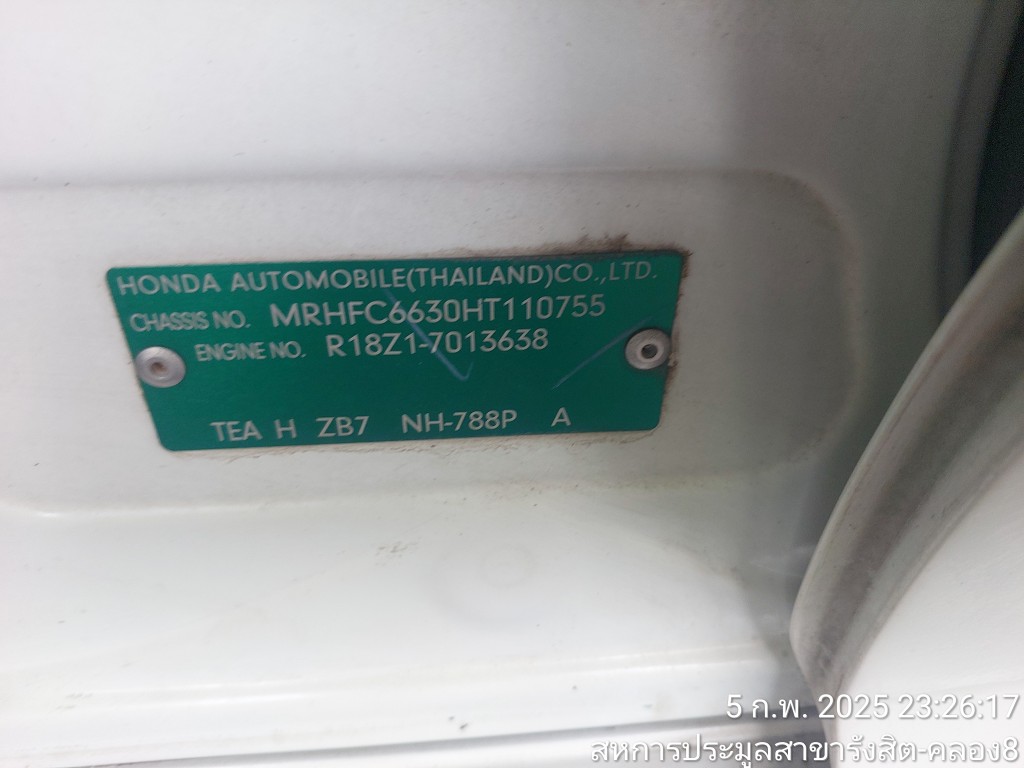 HONDA AUTOMOBILE(THAILAND)CO.,LTD.
CHASSIS NO. MRHFC6630HT110755
ENGINE NO. R18Z1-7013638
TEA H ZB7 NH-788P A
5 ก.พ. 2025 23:26:17
สหการประมูลสาขารังสิต-คลอง8